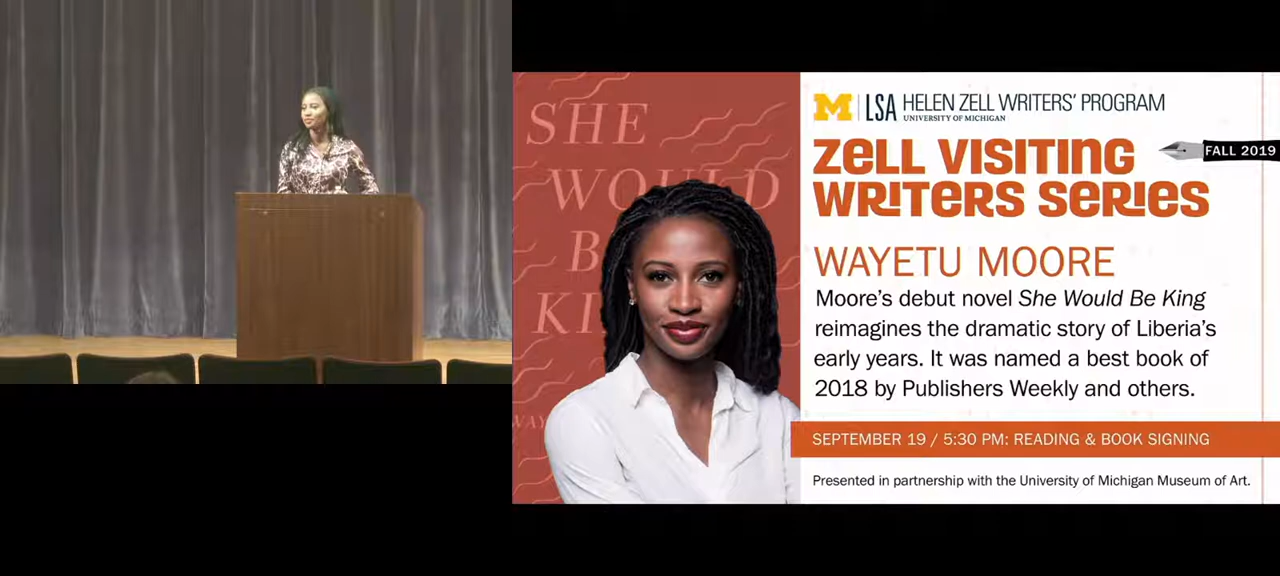 SHE
WOULD
B
KI
WAY
M LSA HELEN ZELL WRITERS' PROGRAM
UNIVERSITY OF MICHIGAN
ZELL VISITING
WRITERS SERIES
FALL 2019
WAYETU MOORE
Moore's debut novel She Would Be King
reimagines the dramatic story of Liberia's
early years. It was named a best book of
2018 by Publishers Weekly and others.
SEPTEMBER 19 / 5:30 PM: READING & BOOK SIGNING
Presented in partnership with the University of Michigan Museum of Art.